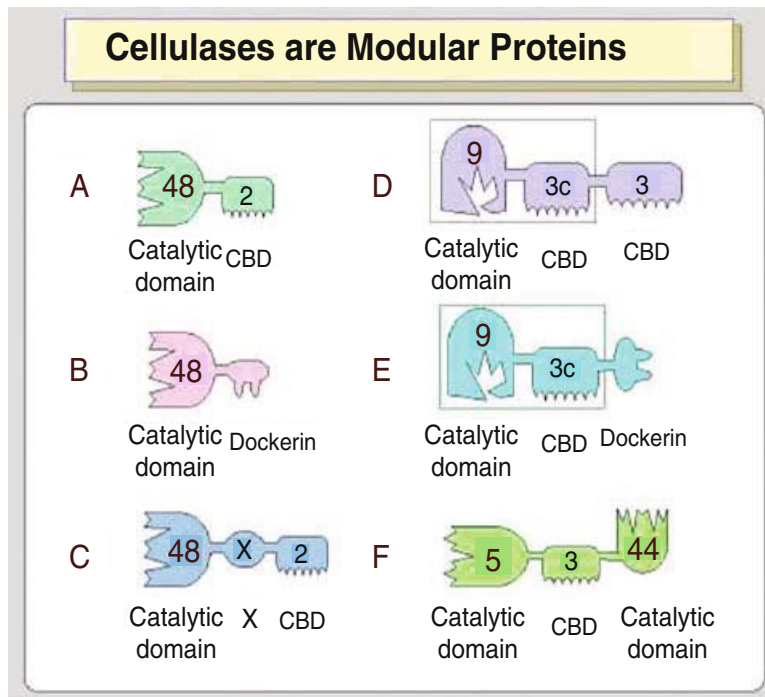 Cellulases are Modular Proteins
A
48
2
Catalytic
domain
CBD
B
48
Catalytic
domain
Dockerin
C
48
X
2
Catalytic
domain
X
CBD
D
9
3c
3
Catalytic
domain
CBD
CBD
E
9
3c
Catalytic
domain
CBD
Dockerin
F
5
3
44
Catalytic
domain
CBD
Catalytic
domain